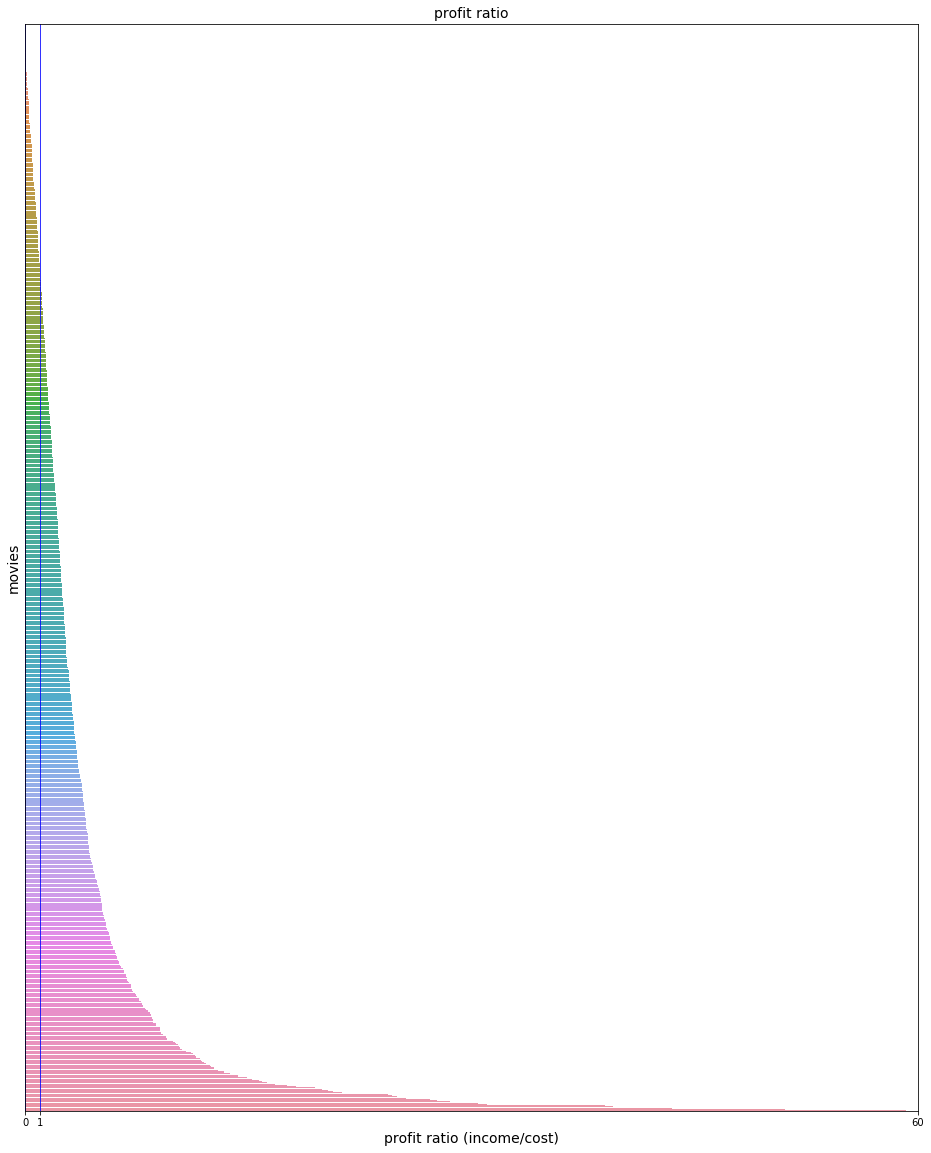 profit ratio
movies
0 1 60
profit ratio (income/cost)